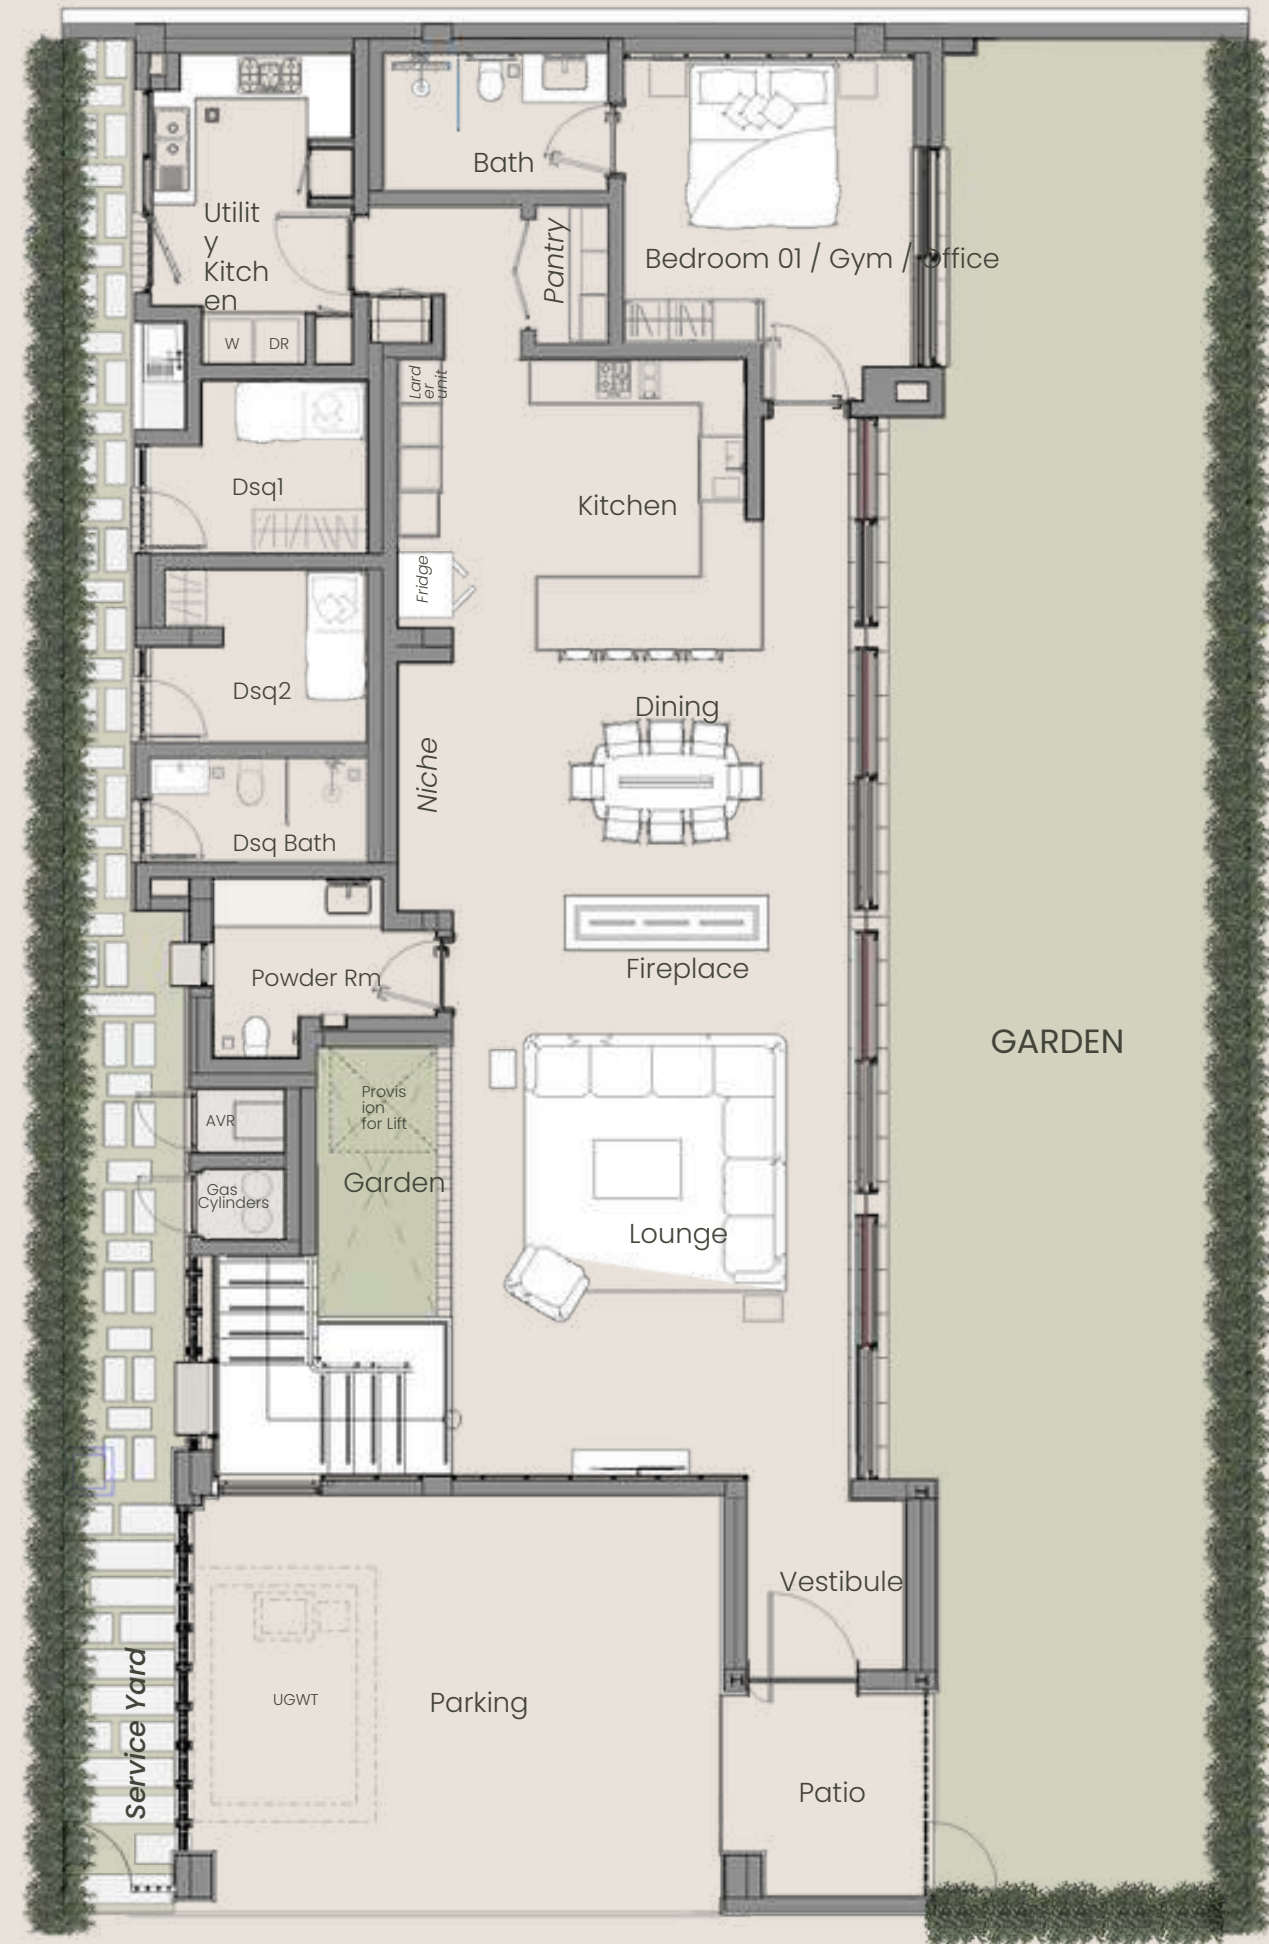 Bath
Utilit
y
Kitch
en
Pantry
Bedroom 01 / Gym / Office
W
DR
Lard
er
unit
Dsq1
Kitchen
Fridge
Dsq2
Dining
Niche
Dsq Bath
Fireplace
Powder Rm
GARDEN
Provis
ion
for Lift
AVR
Garden
Gas
Cylinders
Lounge
Vestibule
Service Yard
UGWT
Parking
Patio